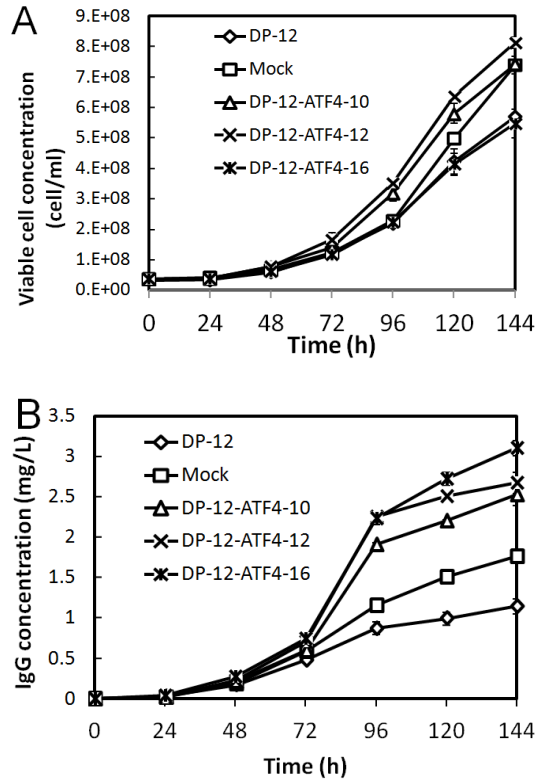 A
9.E+08
8.E+08
7.E+08
6.E+08
5.E+08
4.E+08
3.E+08
2.E+08
1.E+08
0.E+00
Viable cell concentration
(cell/ml)
DP-12
Mock
DP-12-ATF4-10
DP-12-ATF4-12
DP-12-ATF4-16
0 24 48 72 96 120 144
Time (h)
B
3.5
3
2.5
2
1.5
1
0.5
0
IgG concentration (mg/L)
DP-12
Mock
DP-12-ATF4-10
DP-12-ATF4-12
DP-12-ATF4-16
0 24 48 72 96 120 144
Time (h)